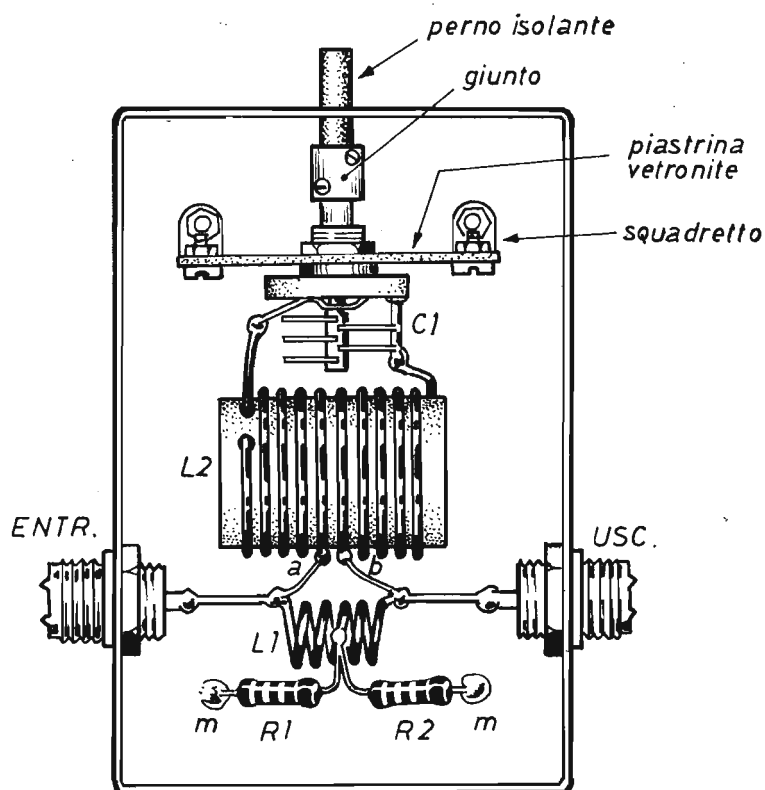 perno isolante
giunto
piastrina
vetronite
squadretto
C1
L2
ENTR.
USC.
a
b
L1
m
R1
R2
m